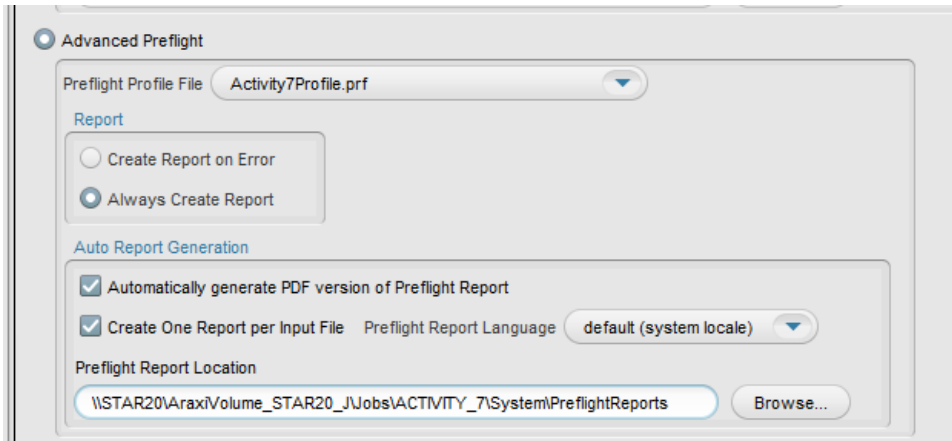 Advanced Preflight
Preflight Profile File Activity7Profile.prf
Report
Create Report on Error
Always Create Report
Auto Report Generation
Automatically generate PDF version of Preflight Report
Create One Report per Input File Preflight Report Language default (system locale)
Preflight Report Location
\\STAR20\AraxiVolume_STAR20_J\Jobs\ACTIVITY_7\System\PreflightReports Browse...